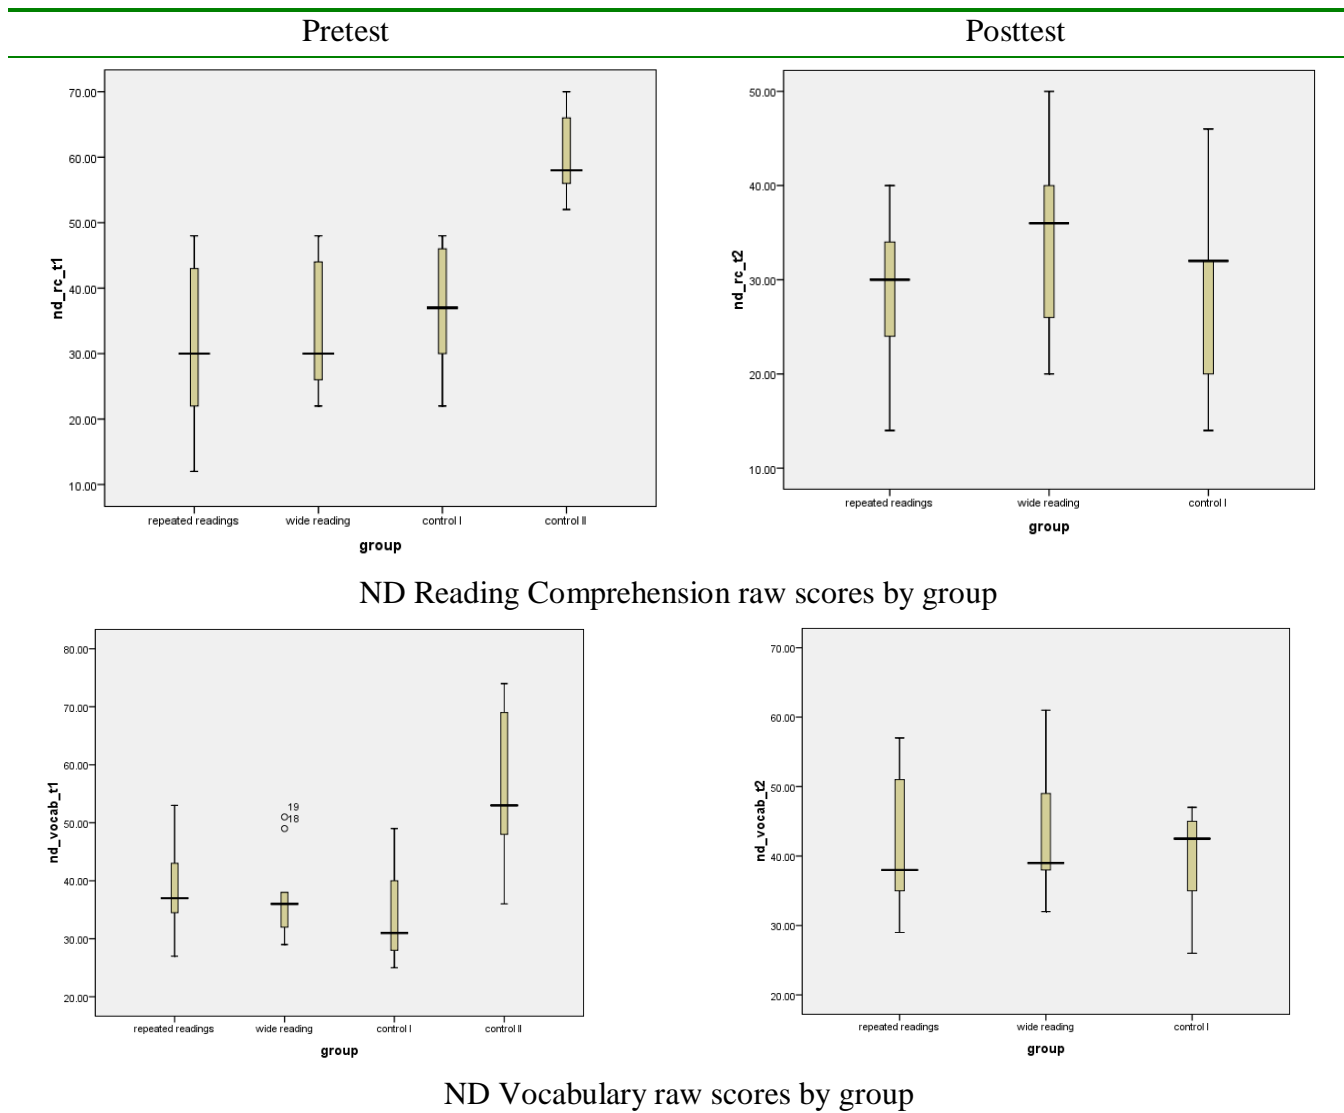 Pretest Posttest
70.00
60.00
50.00
40.00
30.00
20.00
10.00
nd_rc_t1
repeated readings wide reading control I control II
group
50.00
40.00
30.00
20.00
10.00
nd_rc_t2
repeated readings wide reading control I
group
ND Reading Comprehension raw scores by group
80.00
70.00
60.00
50.00
40.00
30.00
20.00
nd_vocab_t1
19
18
repeated readings wide reading control I control II
group
70.00
60.00
50.00
40.00
30.00
20.00
nd_vocab_t2
repeated readings wide reading control I
group
ND Vocabulary raw scores by group